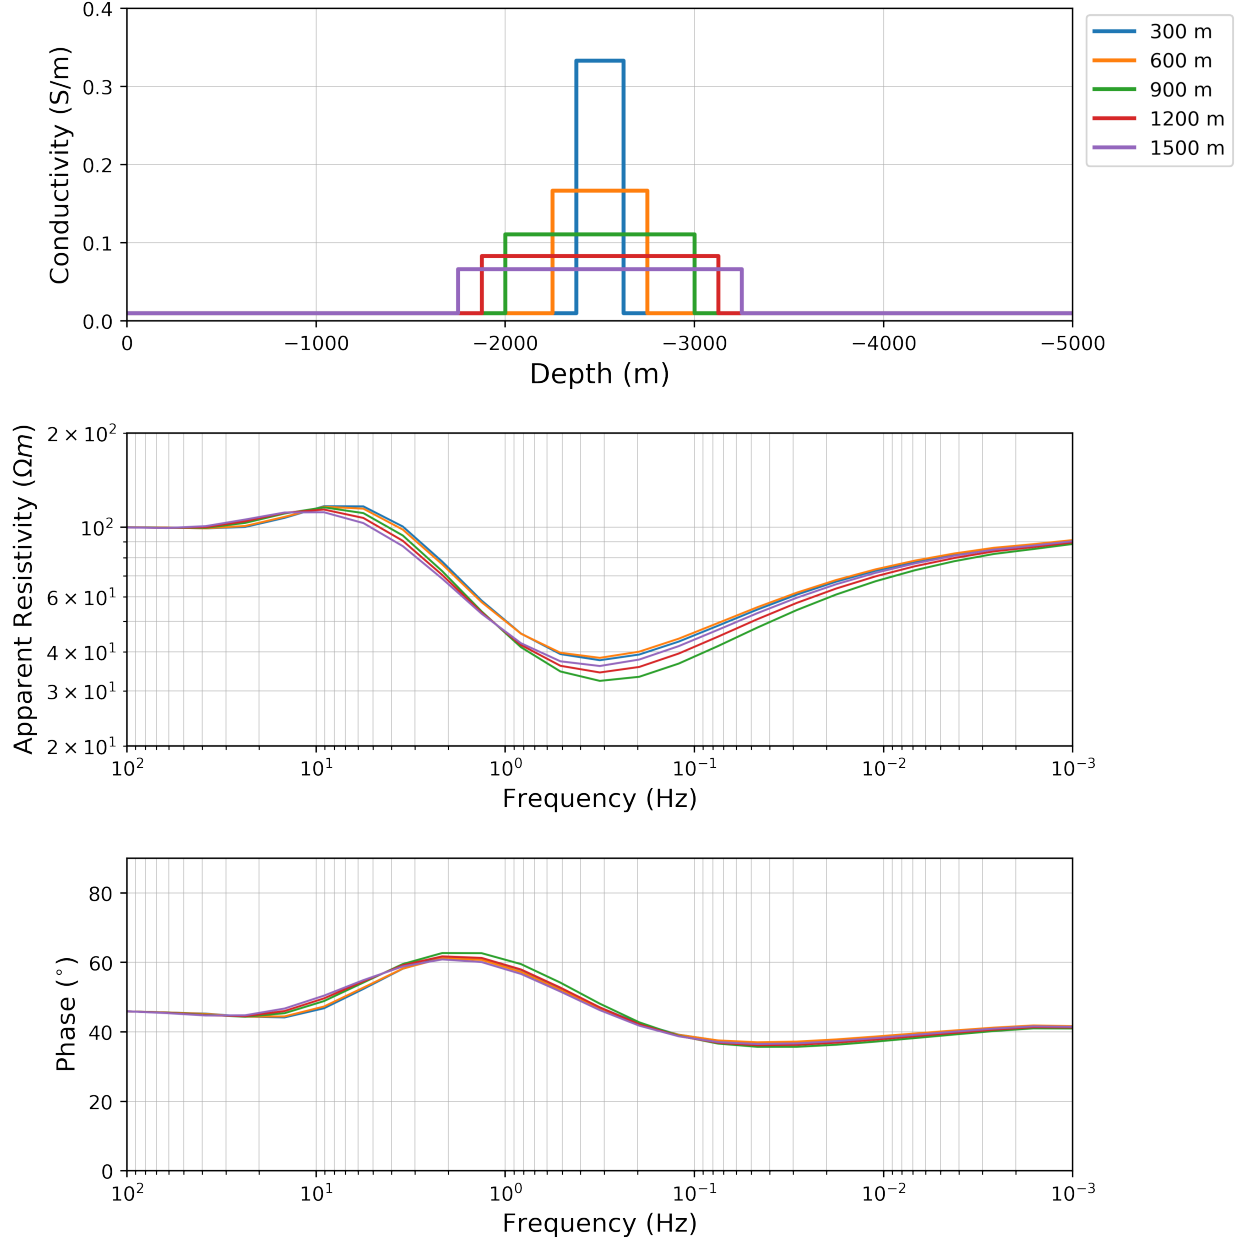 Conductivity (S/m)
0.4
0.3
0.2
0.1
0.0
0 −1000 −2000 −3000 −4000 −5000
Depth (m)
300 m
600 m
900 m
1200 m
1500 m
Apparent Resistivity (Ωm)
2 × 10²
10²
6 × 10¹
4 × 10¹
3 × 10¹
2 × 10¹
10² 10¹ 10⁰ 10⁻¹ 10⁻² 10⁻³
Frequency (Hz)
Phase (°)
80
60
40
20
0
10² 10¹ 10⁰ 10⁻¹ 10⁻² 10⁻³
Frequency (Hz)